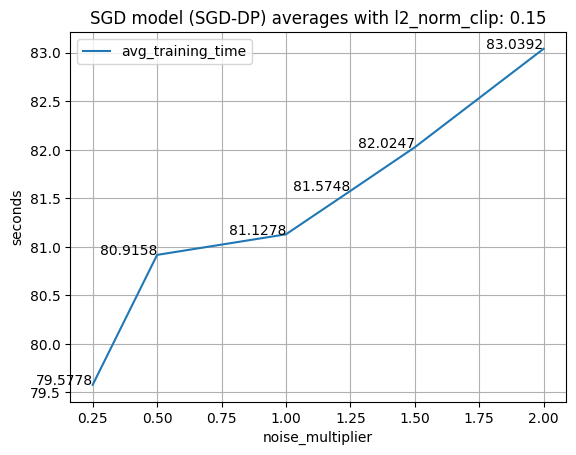 SGD model (SGD-DP) averages with l2_norm_clip: 0.15
avg_training_time
83.0392
82.0247
81.5748
81.1278
80.9158
79.5778
seconds
83.0
82.5
82.0
81.5
81.0
80.5
80.0
79.5
0.25 0.50 0.75 1.00 1.25 1.50 1.75 2.00
noise_multiplier